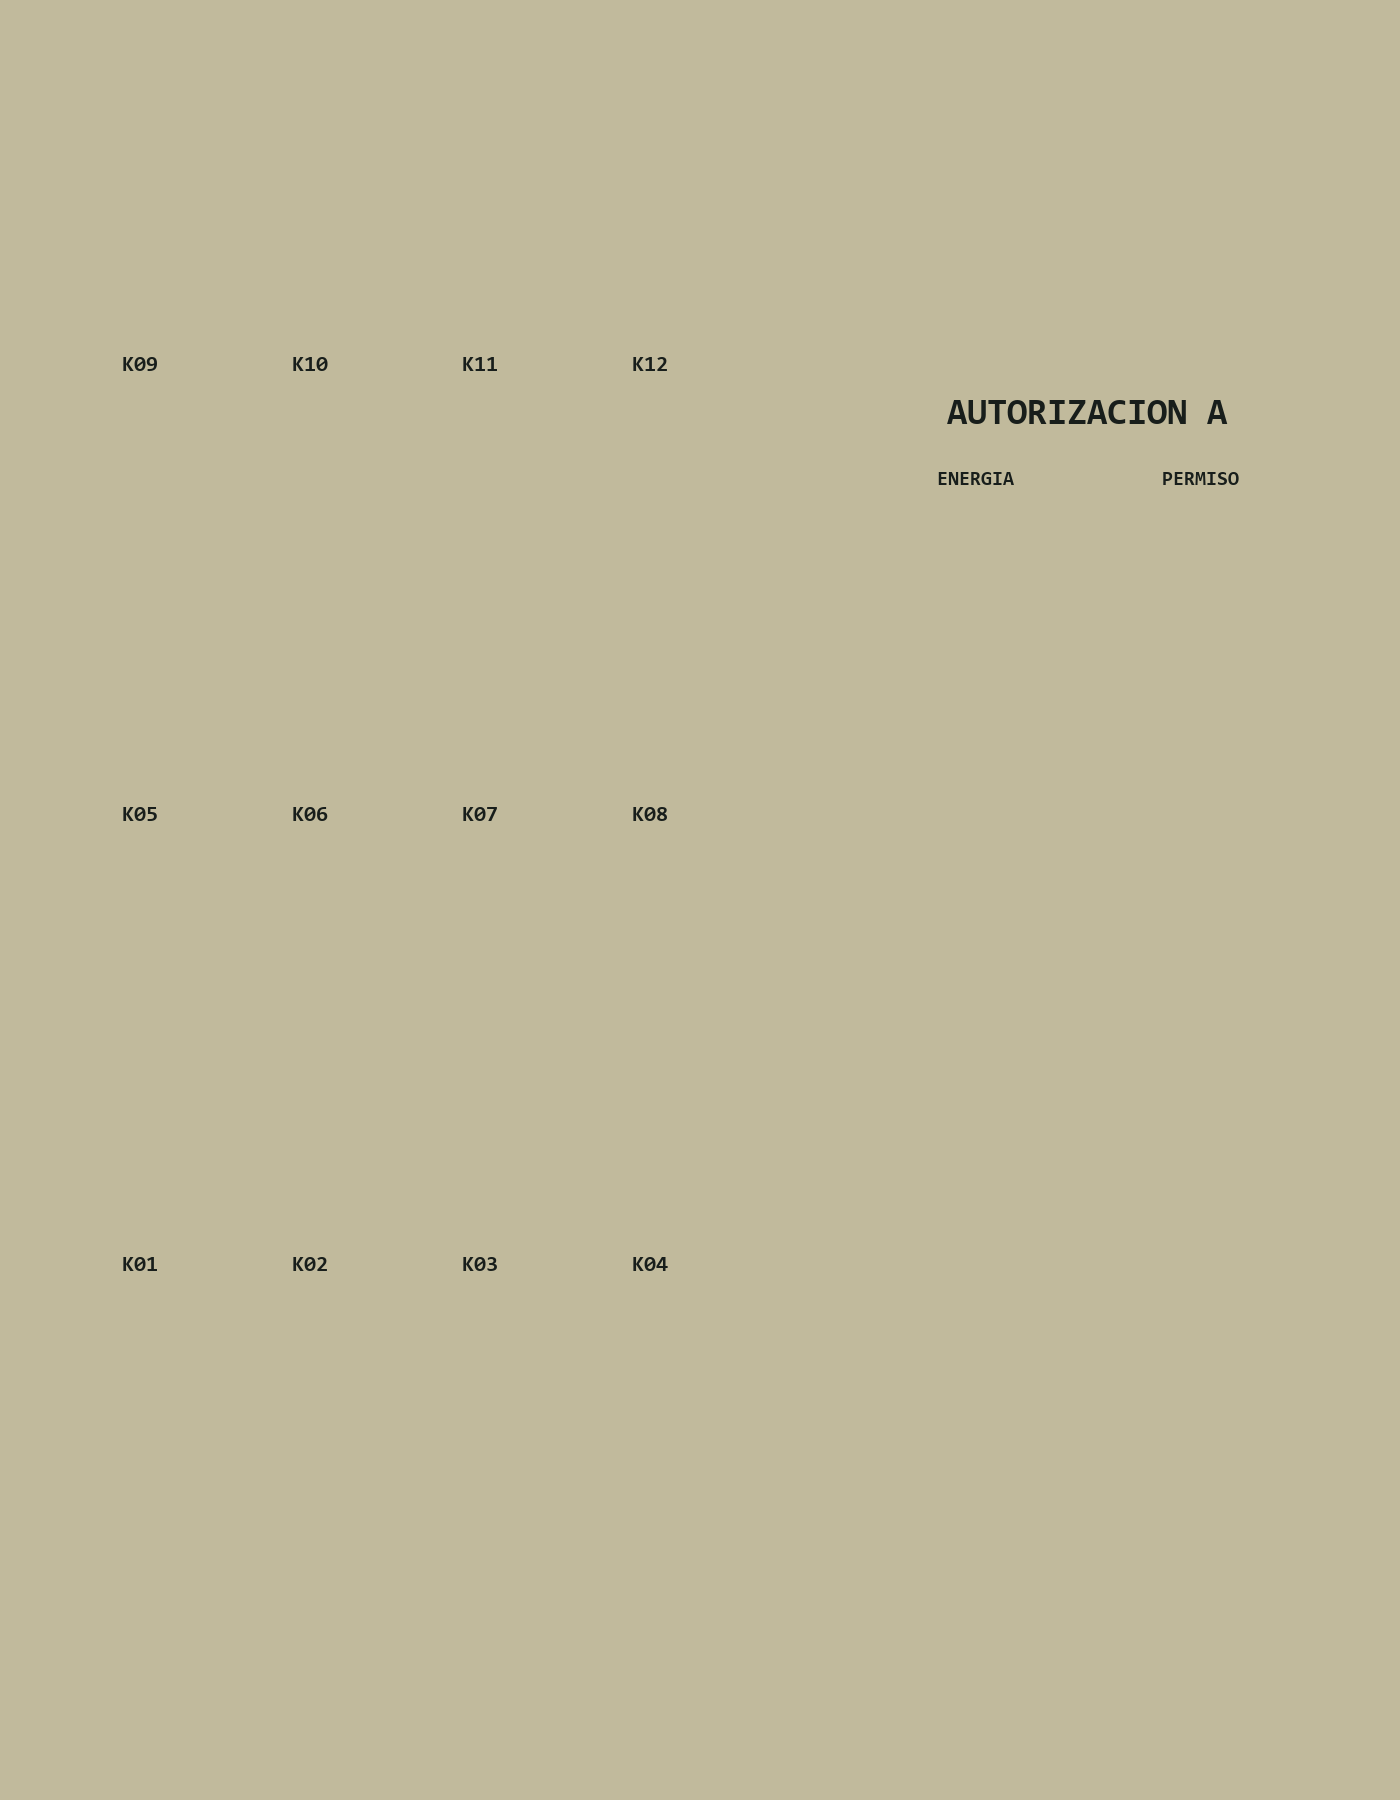 K09 K10 K11 K12
AUTORIZACION A
ENERGIA PERMISO
K05 K06 K07 K08
K01 K02 K03 K04